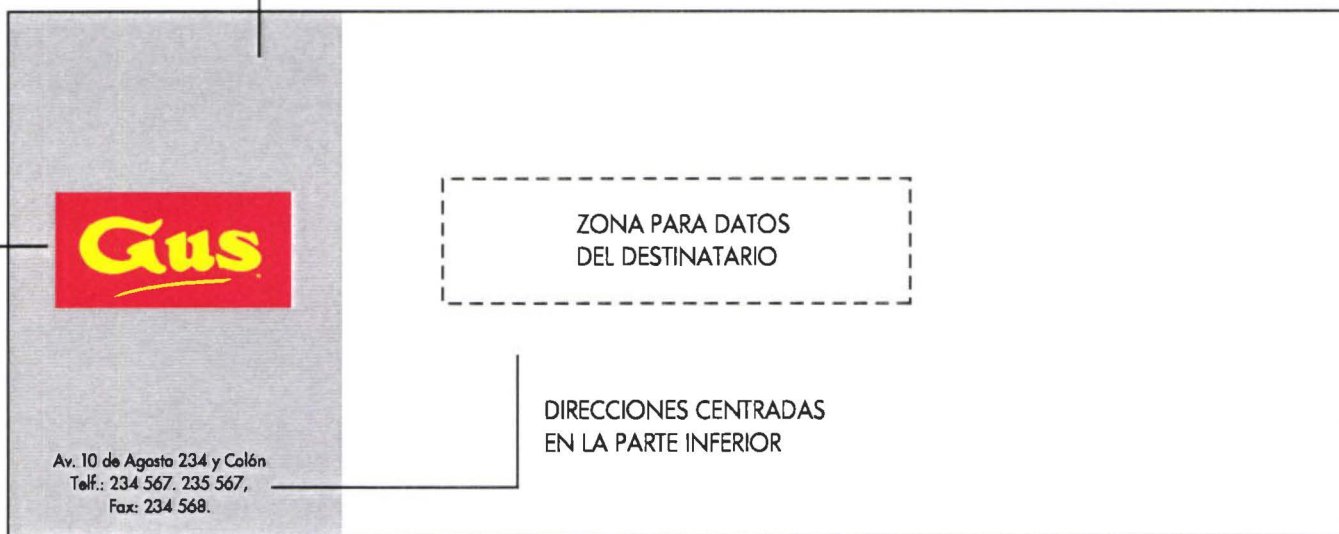 Gus
ZONA PARA DATOS
DEL DESTINATARIO
DIRECCIONES CENTRADAS
EN LA PARTE INFERIOR
Av. 10 de Agosto 234 y Colón
Telf.: 234 567. 235 567,
Fax: 234 568.